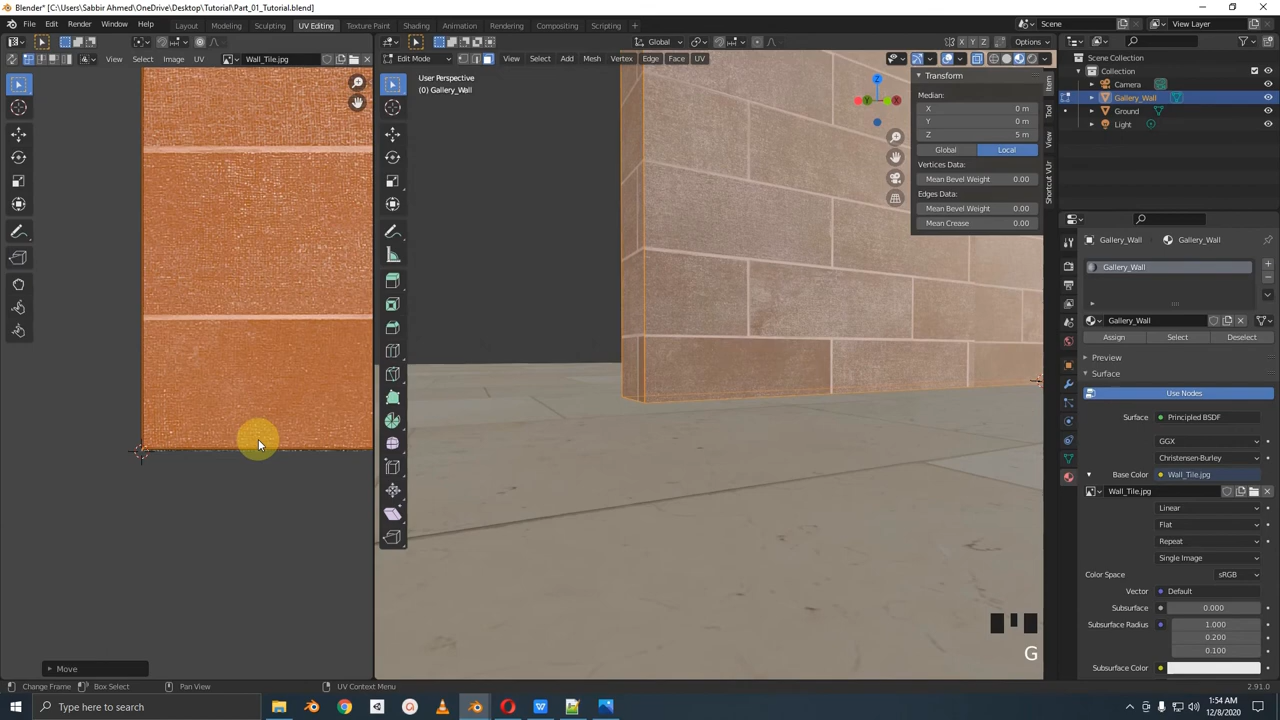 Blender* [C:\Users\Sabbir Ahmed\OneDrive\Desktop\Tutorial\Part_01_Tutorial.blend]
File Edit Render Window Help Layout Modeling Sculpting UV Editing Texture Paint Shading Animation Rendering Compositing Scripting Scene View Layer
Global Options
View Select Image UV Wall_Tile.jpg Edit Mode View Select Add Mesh Vertex Edge Face UV
Scene Collection
Collection
Camera
Gallery_Wall
Ground
Light
User Perspective
(0) Gallery_Wall
Transform
Median:
X 0 m
Y 0 m
Z 5 m
Global Local
Vertices Data:
Mean Bevel Weight 0.00
Edges Data:
Mean Bevel Weight 0.00
Mean Crease 0.00
Item
Tool
View
Shortcut VUr
X Y Z
Z
Y
X
Gallery_Wall Gallery_Wall
Gallery_Wall
Gallery_Wall
Assign Select Deselect
Preview
Surface
Use Nodes
Surface Principled BSDF
GGX
Christensen-Burley
Base Color Wall_Tile.jpg
Wall_Tile.jpg
Linear
Flat
Repeat
Single Image
Color Space sRGB
Vector Default
Subsurface 0.000
Subsurface Radius 1.000
0.200
0.100
Subsurface Color
G
Move
Change Frame Box Select Pan View UV Context Menu 2.91.0
Type here to search
1:54 AM
12/8/2020